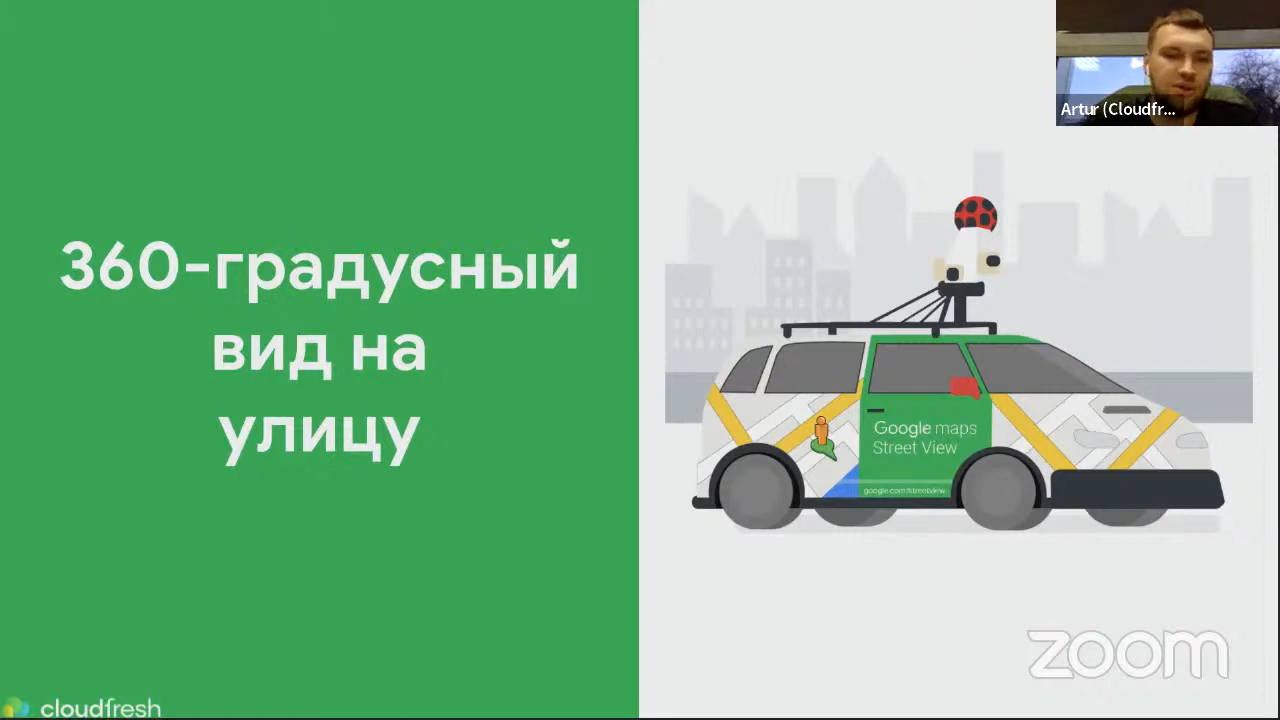 360-градусный
вид на
улицу
Artur (Cloudfr...
Google maps
Street View
google.com/streetview
zoom
cloudfresh